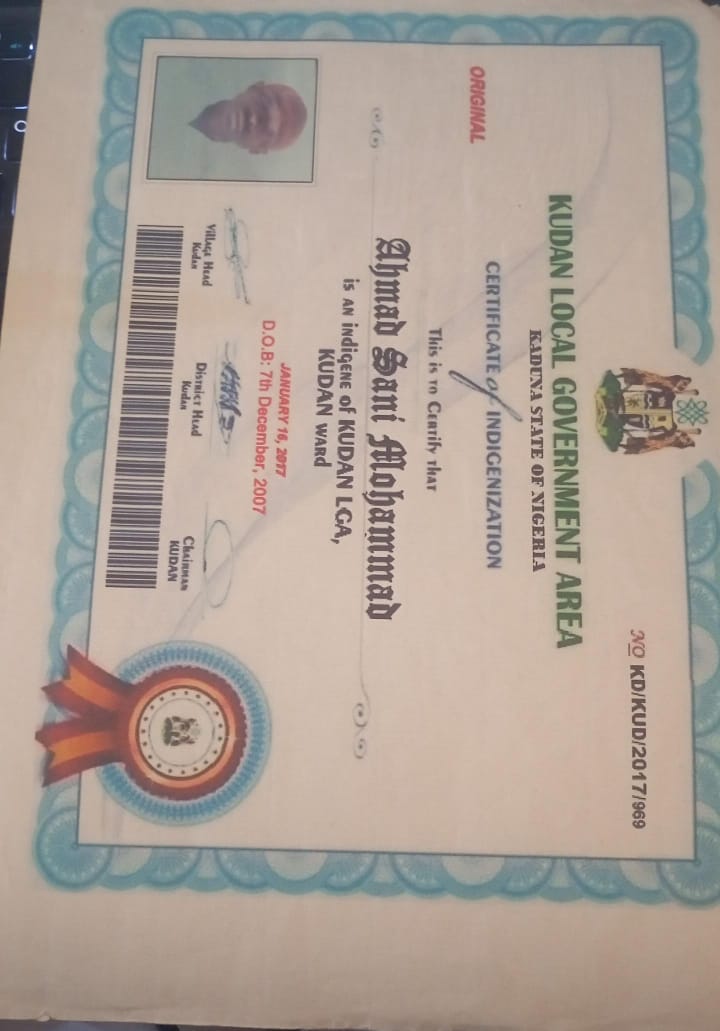 NO KD/KUD/2017/969
KUDAN LOCAL GOVERNMENT AREA
KADUNA STATE OF NIGERIA
ORIGINAL
CERTIFICATE of INDIGENIZATION
This is to Certify that
Ahmad Sani Mohammad
is an indigene of KUDAN LGA,
KUDAN WARD
JANUARY 16, 2017
D.O.B: 7th December, 2007
Village Head
Kudan
District Head
Kudan
Chairman
KUDAN